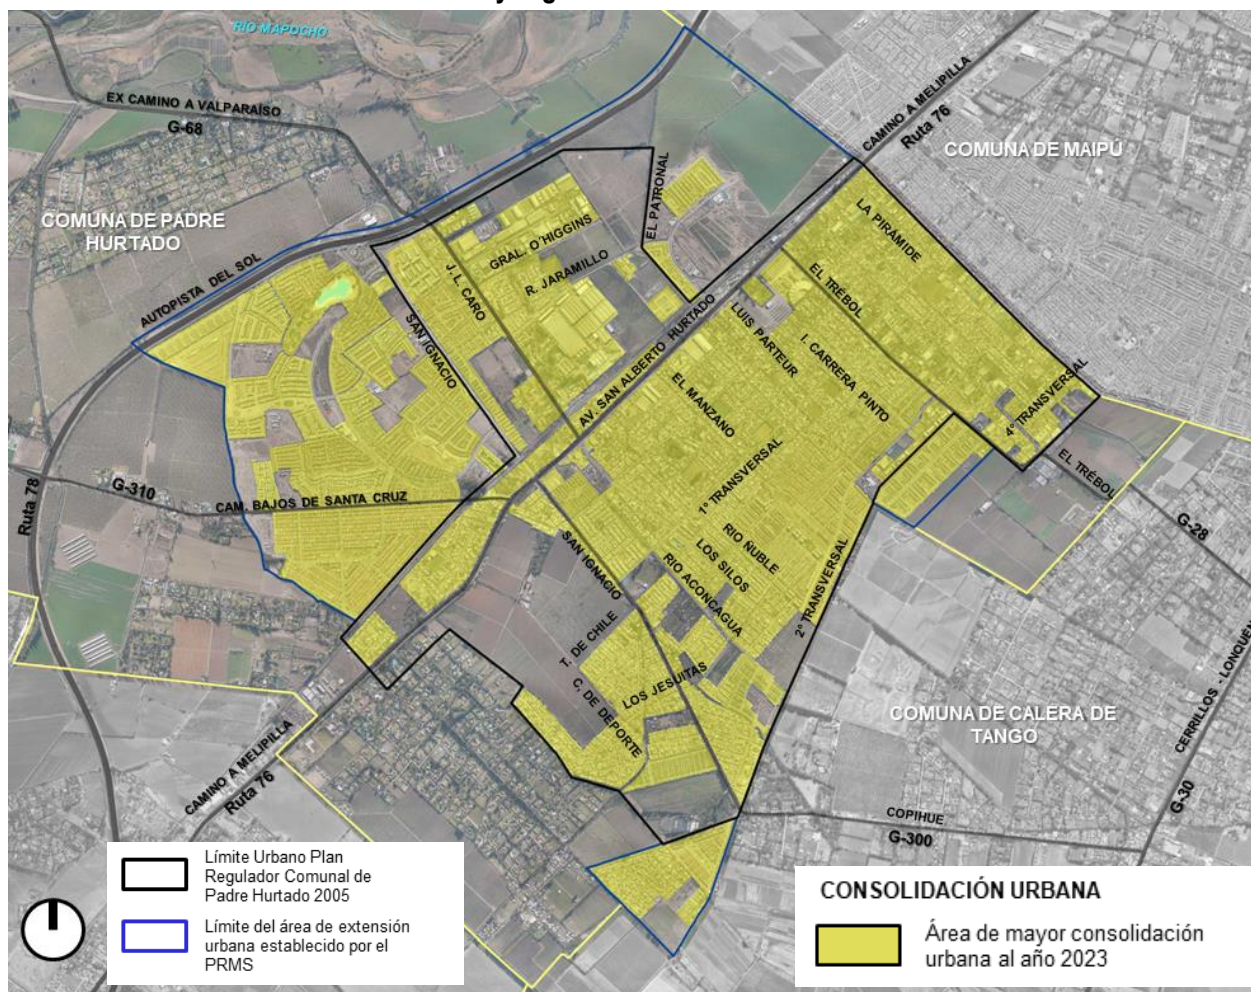 RÍO MAPOCHO
EX CAMINO A VALPARAÍSO
G-68
CAMINO A MELIPILLA
Ruta 76
COMUNA DE MAIPÚ
COMUNA DE PADRE
HURTADO
EL PATRONAL
LA PIRÁMIDE
GRAL. O'HIGGINS
R. JARAMILLO
J. L. CARO
AUTOPISTA DEL SOL
SAN IGNACIO
EL TRÉBOL
LUIS PARTEUR
I. CARRERA PINTO
AV. SAN ALBERTO HURTADO
EL MANZANO
4° TRANSVERSAL
1° TRANSVERSAL
EL TRÉBOL
G-28
Ruta 78
G-310
CAM. BAJOS DE SANTA CRUZ
RIO ÑUBLE
LOS SILOS
RIO ACONCAGUA
SAN IGNACIO
2° TRANSVERSAL
T. DE CHILE
LOS JESUITAS
C. DE DEPORTE
COMUNA DE CALERA DE
TANGO
CERRILLOS - LONQUEN
G-30
CAMINO A MELIPILLA
Ruta 76
COPIHUE
G-300
Límite Urbano Plan
Regulador Comunal de
Padre Hurtado 2005
Límite del área de extensión
urbana establecido por el
PRMS
CONSOLIDACIÓN URBANA
Área de mayor consolidación
urbana al año 2023